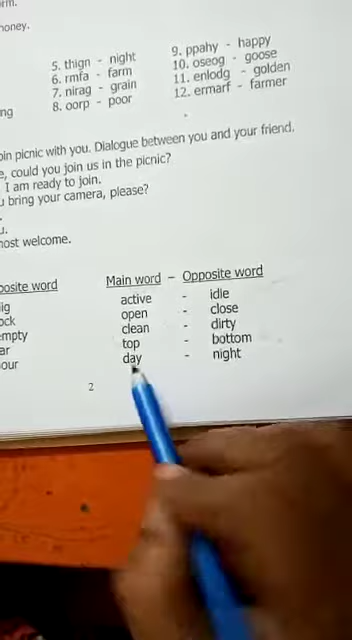 rm.
noney.
5. thign - night
6. rmfa - farm
7. nirag - grain
8. oorp - poor
9. ppahy - happy
10. oseog - goose
11. enlodg - golden
12. ermarf - farmer
ng
oin picnic with you. Dialogue between you and your friend.
e, could you join us in the picnic?
I am ready to join.
u bring your camera, please?
u.
nost welcome.
posite word
ig
ock
empty
ar
our
Main word - Opposite word
active - idle
open - close
clean - dirty
top - bottom
day - night
2